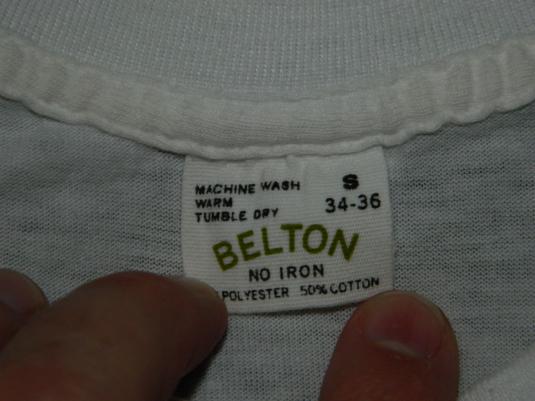 MACHINE WASH
WARM
TUMBLE DRY
S
34-36
BELTON
NO IRON
POLYESTER 50% COTTON